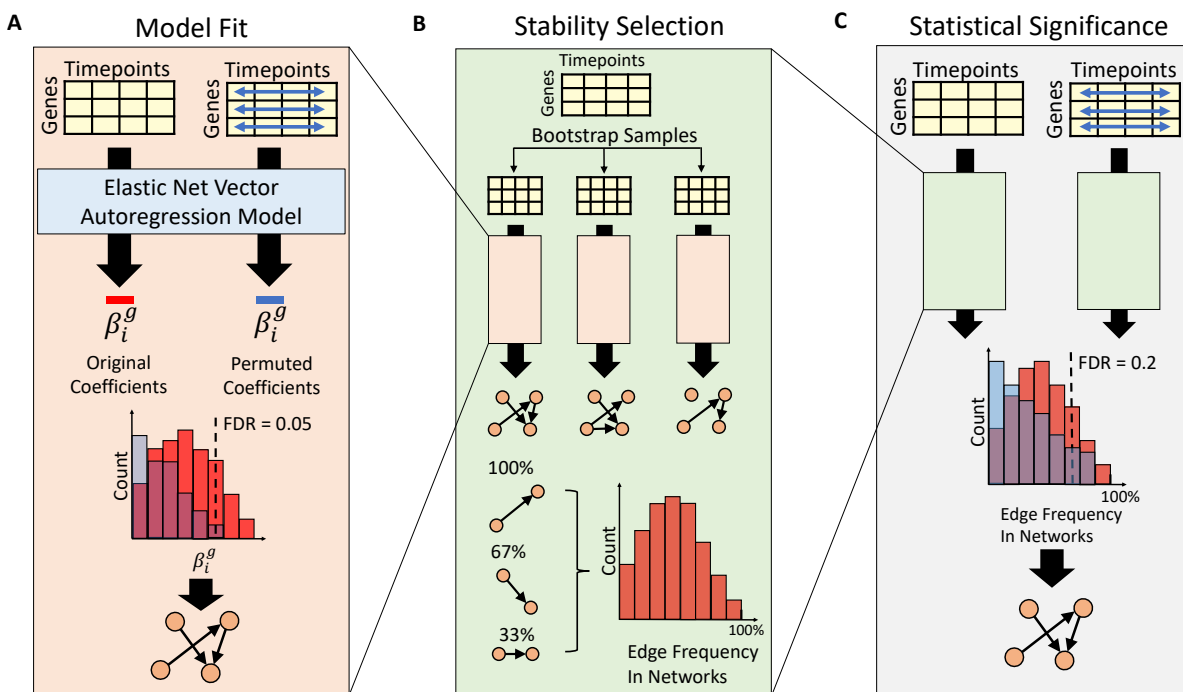 A
Model Fit
Timepoints
Genes
Timepoints
Genes
Elastic Net Vector
Autoregression Model
β_i^g
β_i^g
Original
Coefficients
Permuted
Coefficients
FDR = 0.05
Count
β_i^g
B
Stability Selection
Timepoints
Genes
Bootstrap Samples
100%
67%
33%
Count
100%
Edge Frequency
In Networks
C
Statistical Significance
Timepoints
Genes
Timepoints
Genes
FDR = 0.2
Count
100%
Edge Frequency
In Networks